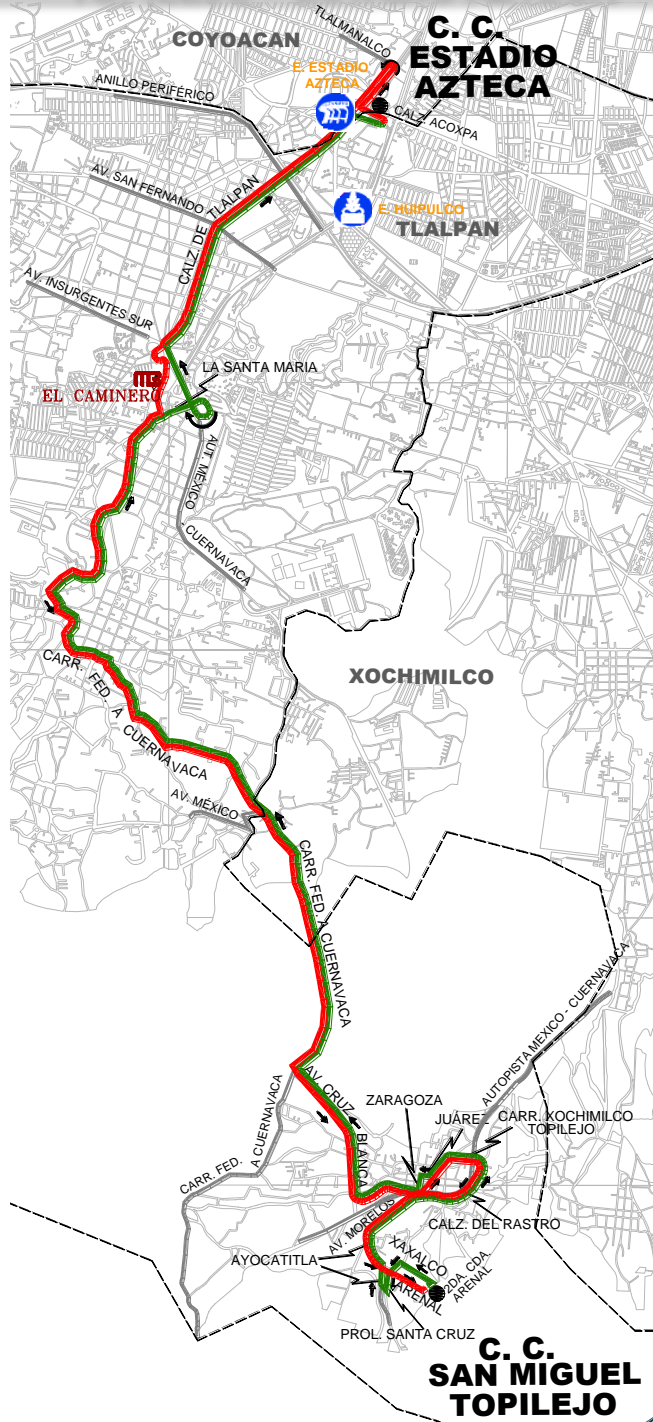 TLALMANALCO
C. C.
ESTADIO
AZTECA
COYOACAN
E. ESTADIO
AZTECA
ANILLO PERIFÉRICO
CALZ. ACOXPA
AV. SAN FERNANDO
CALZ. DE TLALPAN
E. HUIPULCO
TLALPAN
AV. INSURGENTES SUR
LA SANTA MARIA
EL CAMINERO
AUT. MEXICO
- CUERNAVACA
CARR. FED. A CUERNAVACA
XOCHIMILCO
AV. MÉXICO
CARR. FED. A CUERNAVACA
AUTOPISTA MEXICO - CUERNAVACA
AV. CRUZ BLANCA
ZARAGOZA
JUÁREZ
CARR. XOCHIMILCO
TOPILEJO
CARR. FED. A CUERNAVACA
AV. MORELOS
CALZ. DEL RASTRO
AYOCATITLA
XAXALCO
2DA. CDA.
ARENAL
ARENAL
PROL. SANTA CRUZ
C. C.
SAN MIGUEL
TOPILEJO